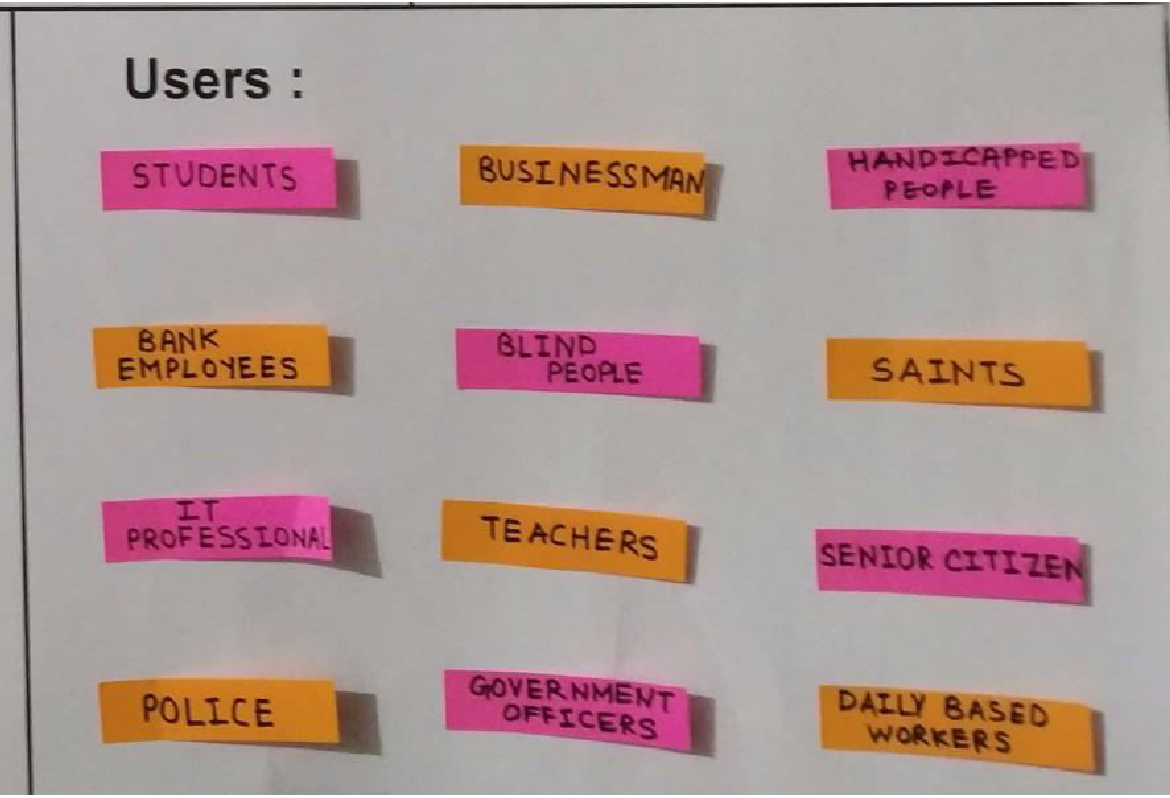 Users :
STUDENTS
BUSINESSMAN
HANDICAPPED
PEOPLE
BANK
EMPLOYEES
BLIND
PEOPLE
SAINTS
IT
PROFESSIONAL
TEACHERS
SENIOR CITIZEN
POLICE
GOVERNMENT
OFFICERS
DAILY BASED
WORKERS